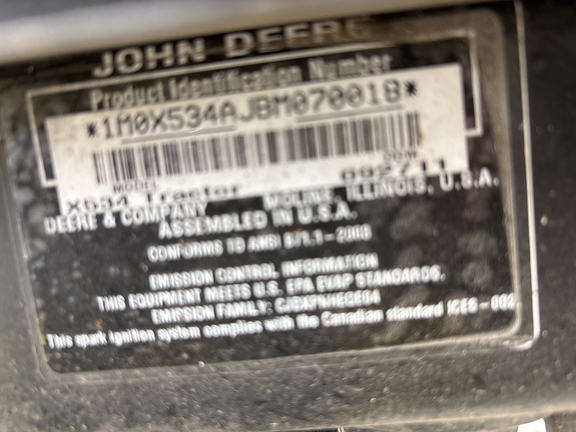 JOHN DEERE
Product Identification Number
*1M0X534AJBM070018*
MODEL
X534 Tractor
DEERE & COMPANY MOLINE, ILLINOIS, U.S.A.
ASSEMBLED IN U.S.A.
CONFORMS TO ANSI B71.1-2003
EMISSION CONTROL INFORMATION
THIS EQUIPMENT MEETS U.S. EPA EVAP STANDARDS.
EMISSION FAMILY:
This spark ignition system complies with the Canadian standard ICES-002